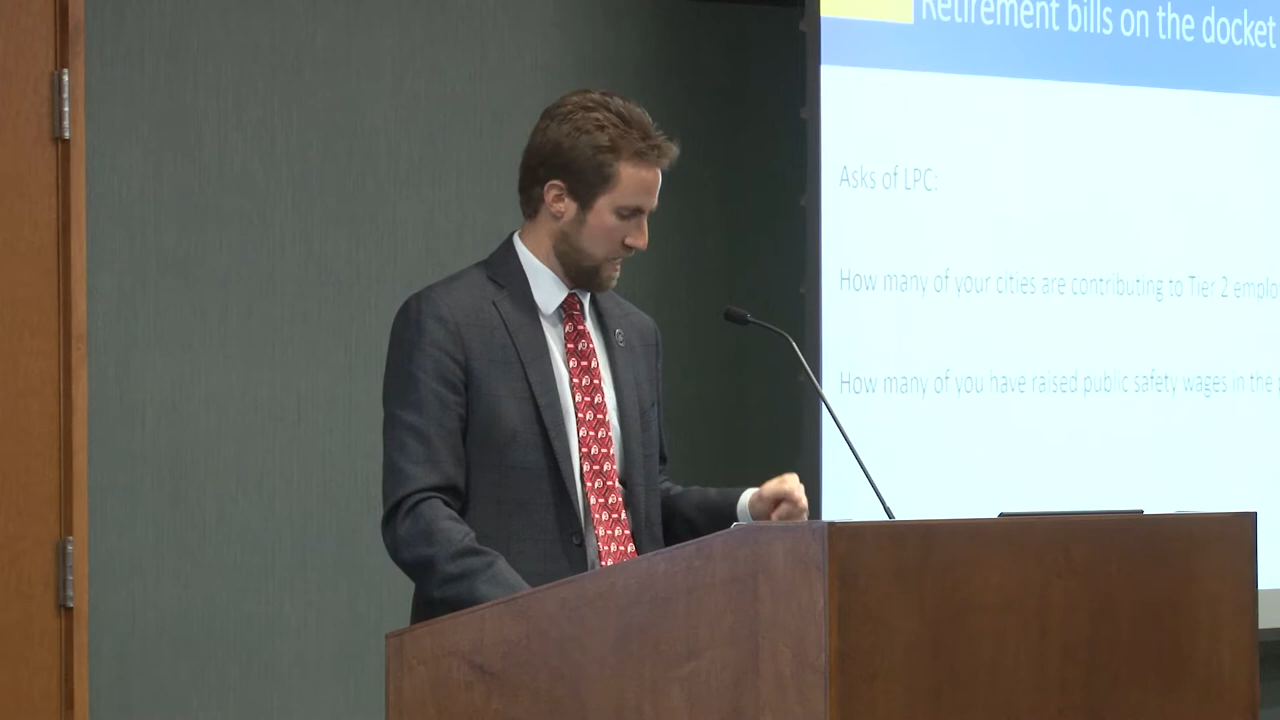 Retirement bills on the docket
Asks of LPC:
How many of your cities are contributing to Tier 2 emplo
How many of you have raised public safety wages in the